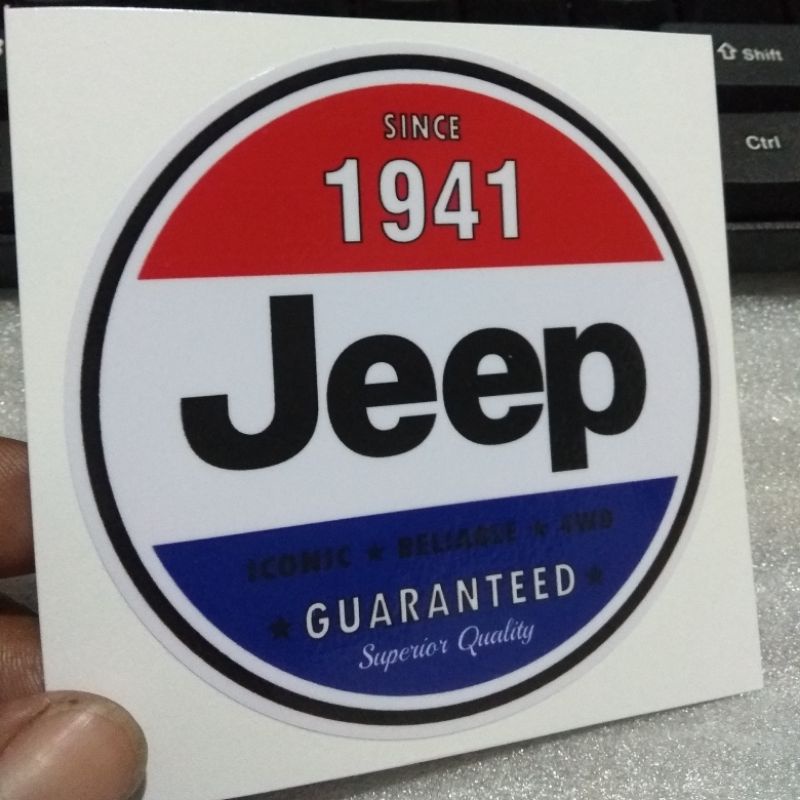 Shift
Ctrl
SINCE
1941
Jeep
ICONIC ★ RELIABLE ★ 4WD
★ GUARANTEED ★
Superior Quality